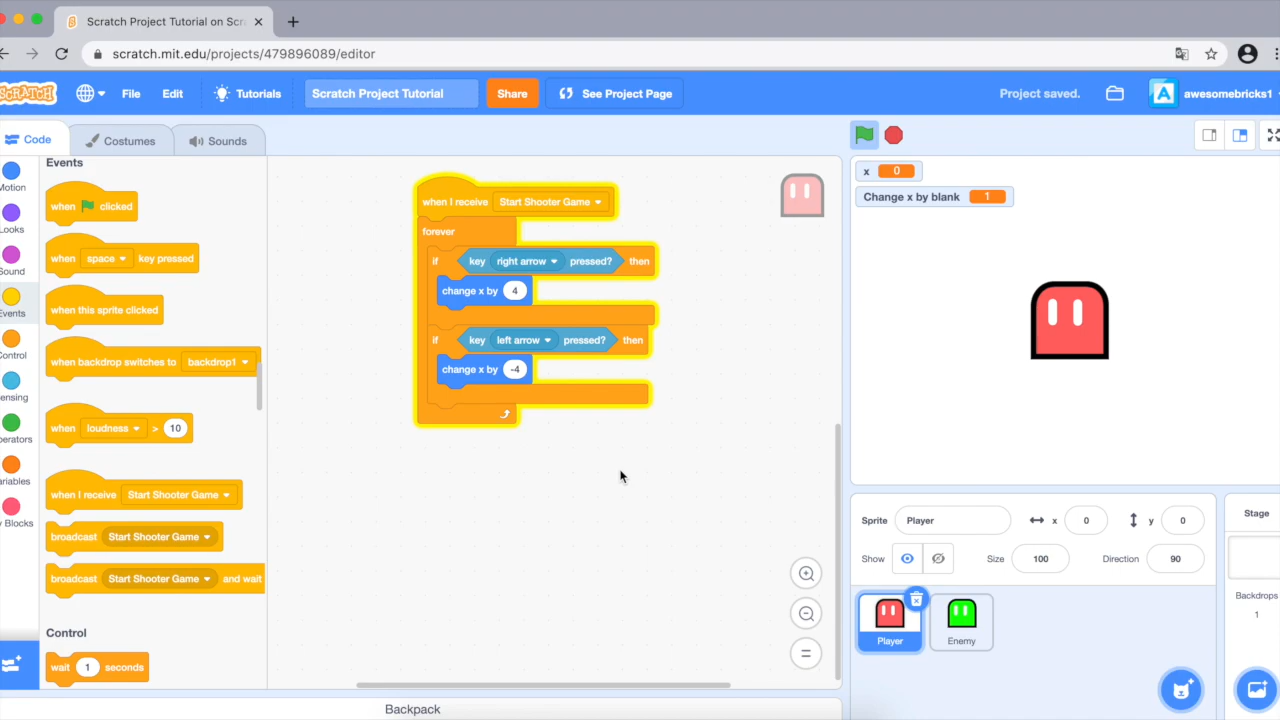 Scratch Project Tutorial on Scr
scratch.mit.edu/projects/479896089/editor
SCRATCH
File
Edit
Tutorials
Scratch Project Tutorial
Share
See Project Page
Project saved.
awesomebricks1
Code
Costumes
Sounds
Motion
Looks
Sound
Events
Control
ensing
perators
ariables
y Blocks
Events
when clicked
when space key pressed
when this sprite clicked
when backdrop switches to backdrop1
when loudness > 10
when I receive Start Shooter Game
broadcast Start Shooter Game
broadcast Start Shooter Game and wait
Control
wait 1 seconds
when I receive Start Shooter Game
forever
if key right arrow pressed? then
change x by 4
if key left arrow pressed? then
change x by -4
Backpack
x 0
Change x by blank 1
Sprite Player x 0 y 0
Show Size 100 Direction 90
Player
Enemy
Stage
Backdrops
1